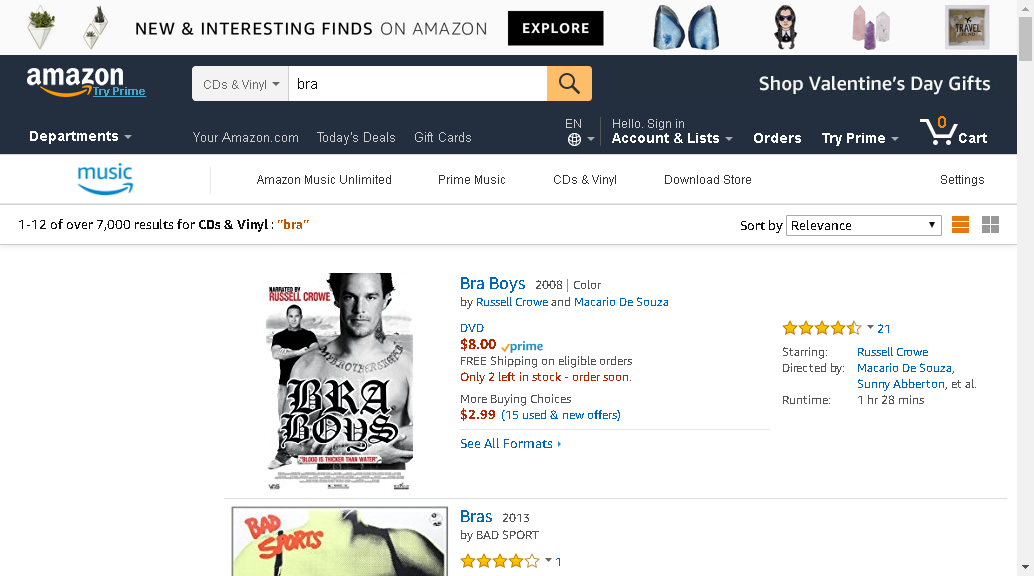 NEW & INTERESTING FINDS ON AMAZON
EXPLORE
TRAVEL
amazon
Try Prime
CDs & Vinyl
bra
Shop Valentine's Day Gifts
Departments
Your Amazon.com
Today's Deals
Gift Cards
EN
Hello. Sign in
Account & Lists
Orders
Try Prime
0
Cart
music
Amazon Music Unlimited
Prime Music
CDs & Vinyl
Download Store
Settings
1-12 of over 7,000 results for CDs & Vinyl : "bra"
Sort by
Relevance
NARRATED BY
RUSSELL CROWE
MY BROTHERS KEEPER
BRA
BOYS
"BLOOD IS THICKER THAN WATER"
Bra Boys 2008 | Color
by Russell Crowe and Macario De Souza
DVD
$8.00 prime
FREE Shipping on eligible orders
Only 2 left in stock - order soon.
More Buying Choices
$2.99 (15 used & new offers)
See All Formats
21
Starring: Russell Crowe
Directed by: Macario De Souza,
Sunny Abberton, et al.
Runtime: 1 hr 28 mins
BAD
SPORTS
Bras 2013
by BAD SPORT
1